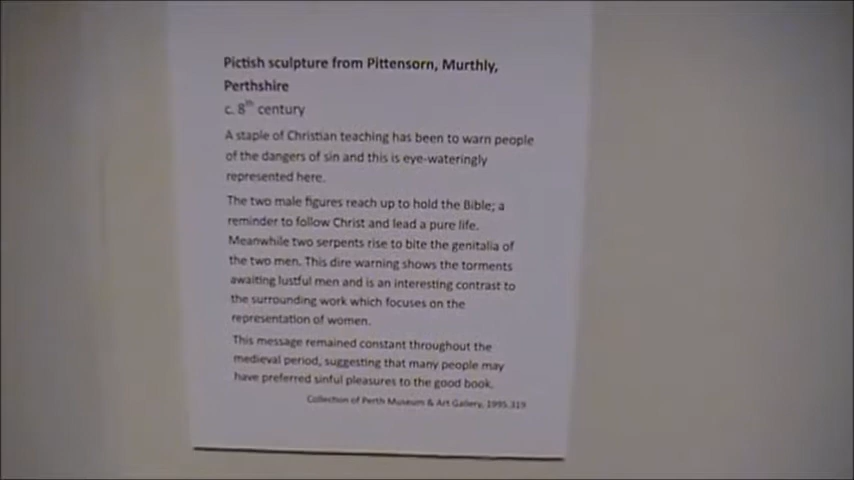 Pictish sculpture from Pittensorn, Murthly,
Perthshire
c. 8th century
A staple of Christian teaching has been to warn people
of the dangers of sin and this is eye-wateringly
represented here.
The two male figures reach up to hold the Bible; a
reminder to follow Christ and lead a pure life.
Meanwhile two serpents rise to bite the genitalia of
the two men. This dire warning shows the torments
awaiting lustful men and is an interesting contrast to
the surrounding work which focuses on the
representation of women.
This message remained constant throughout the
medieval period, suggesting that many people may
have preferred sinful pleasures to the good book.
Collection of Perth Museum & Art Gallery, 1995.319